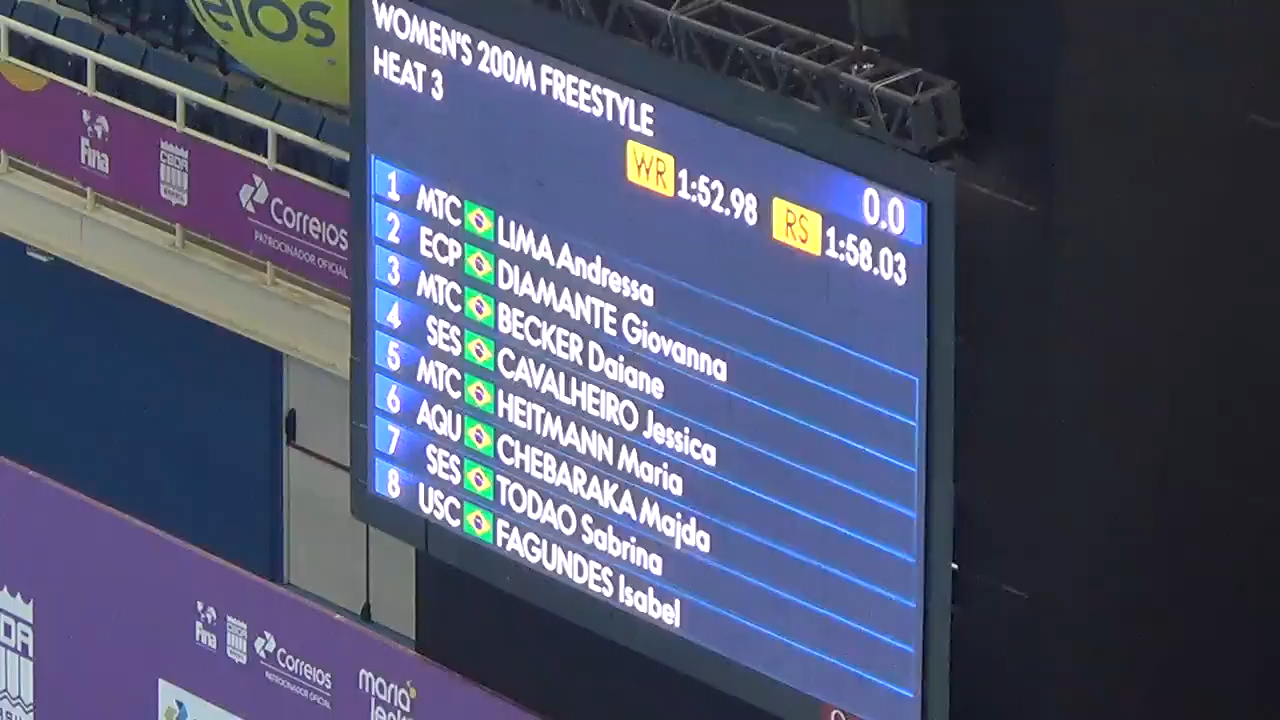 WOMEN'S 200M FREESTYLE
HEAT 3
0.0
WR 1:52.98 RS 1:58.03
1 MTC LIMA Andressa
2 ECP DIAMANTE Giovanna
3 MTC BECKER Daiane
4 SES CAVALHEIRO Jessica
5 MTC HEITMANN Maria
6 AQU CHEBARAKA Majda
7 SES TODAO Sabrina
8 USC FAGUNDES Isabel
fina
CBDA
Correios
PATROCINADOR OFICIAL
fina
Correios
PATROCINADOR OFICIAL
maria